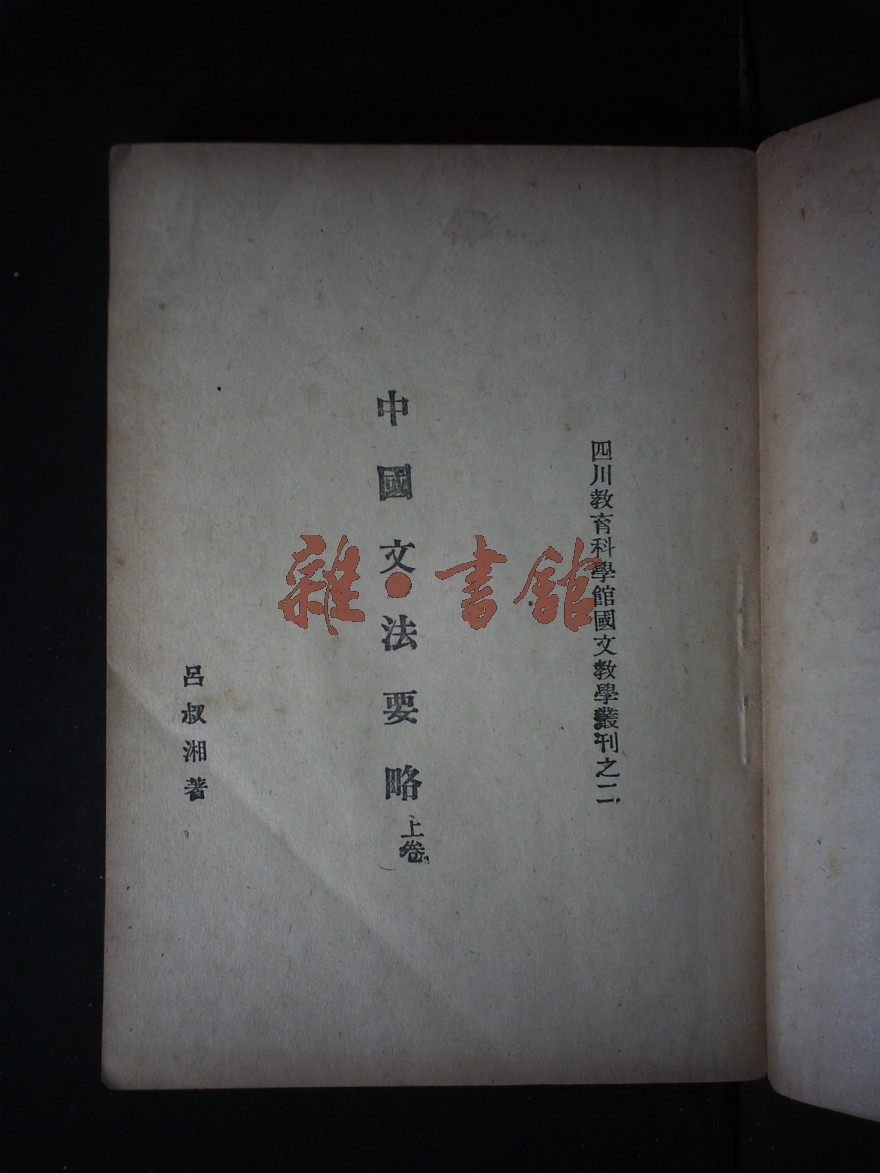 四川教育科學館國文教學叢刊之二
中國文法要略上卷
呂叔湘著
雜·書館